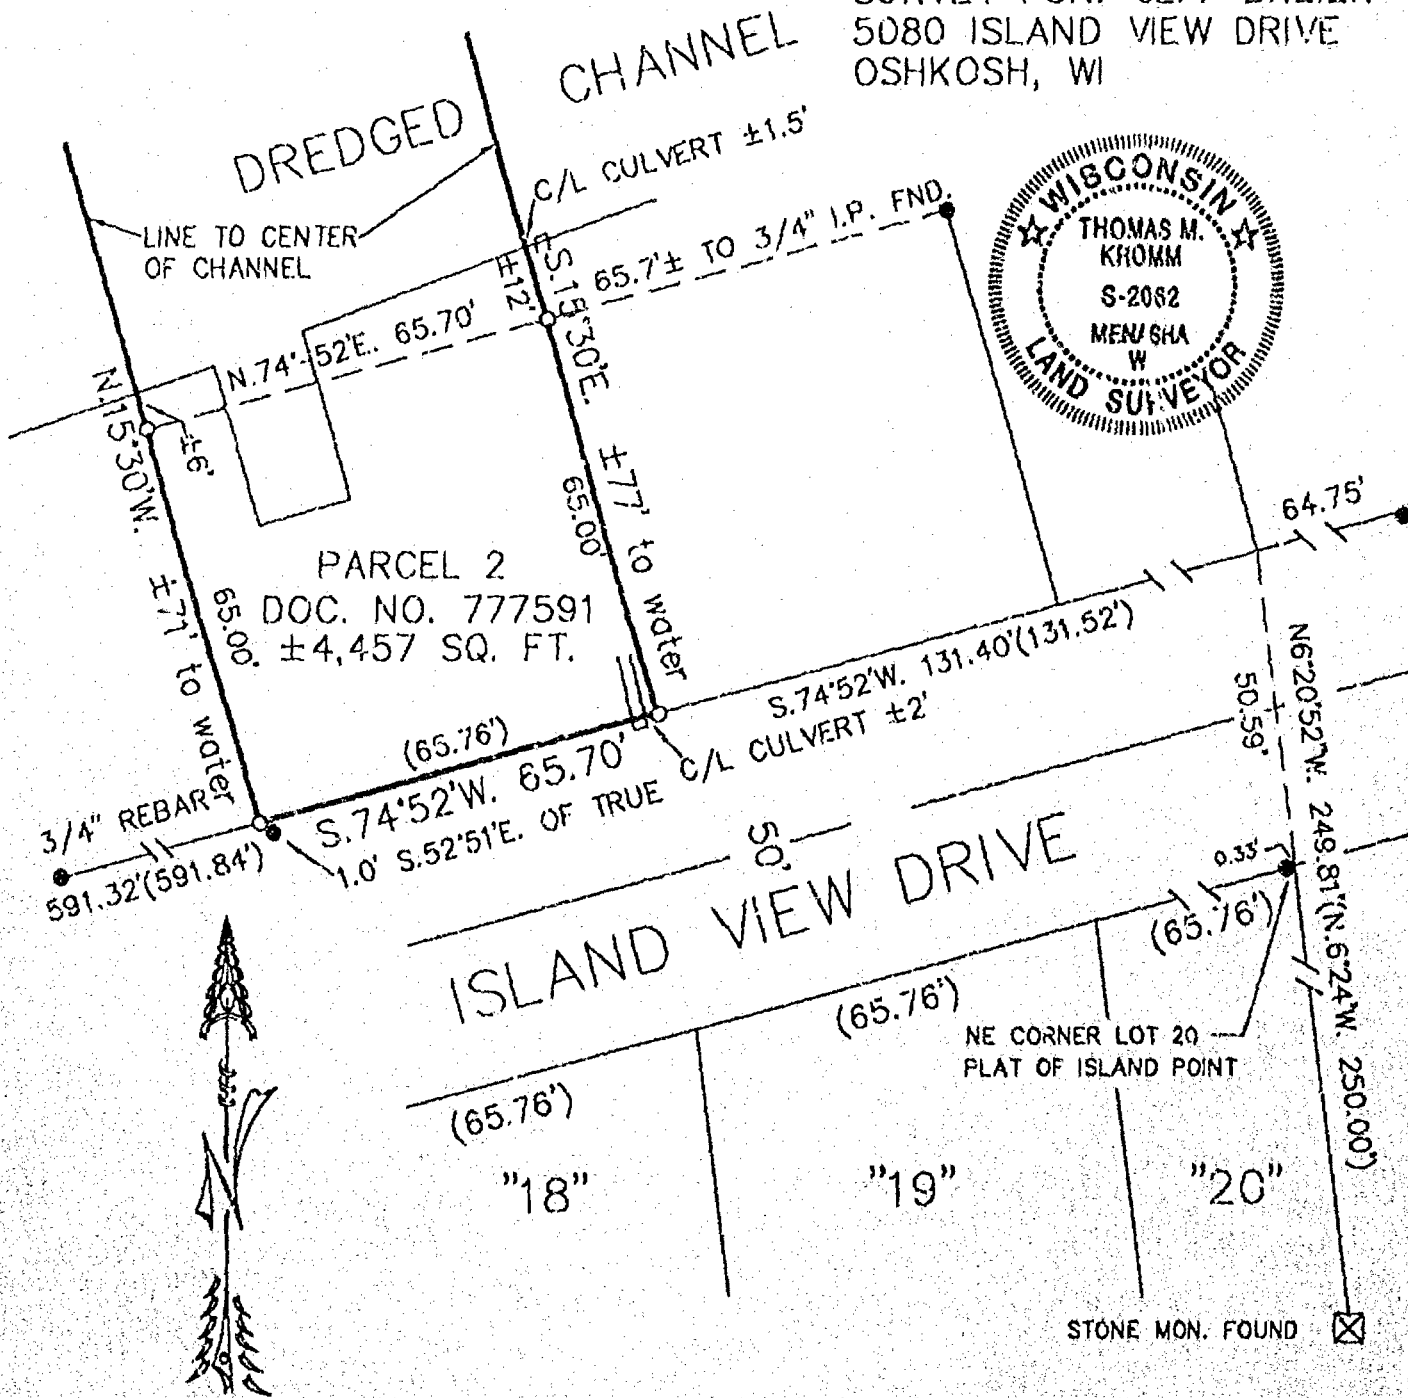 5080 ISLAND VIEW DRIVE
OSHKOSH, WI
DREDGED CHANNEL
C/L CULVERT ±1.5'
LINE TO CENTER
OF CHANNEL
WISCONSIN
THOMAS M.
KROMM
S-2082
MENASHA
W
LAND SURVEYOR
N.74°52'E. 65.70'
65.7'± TO 3/4" I.P. FND.
±12'
S.15°30'E. ±77' to water
65.00'
N.15°30'W. ±71' to water
±6'
65.00'
PARCEL 2
DOC. NO. 777591
±4,457 SQ. FT.
64.75'
S.74°52'W. 131.40'(131.52')
C/L CULVERT ±2'
(65.76')
S.74°52'W. 65.70'
1.0' S.52°51'E. OF TRUE
3/4" REBAR
591.32'(591.84')
50.59'
N6°20'52"W. 249.81'(N.6°24'W. 250.00')
0.33'
50'
ISLAND VIEW DRIVE
(65.76')
(65.76')
(65.76')
NE CORNER LOT 20
PLAT OF ISLAND POINT
"18"
"19"
"20"
STONE MON. FOUND